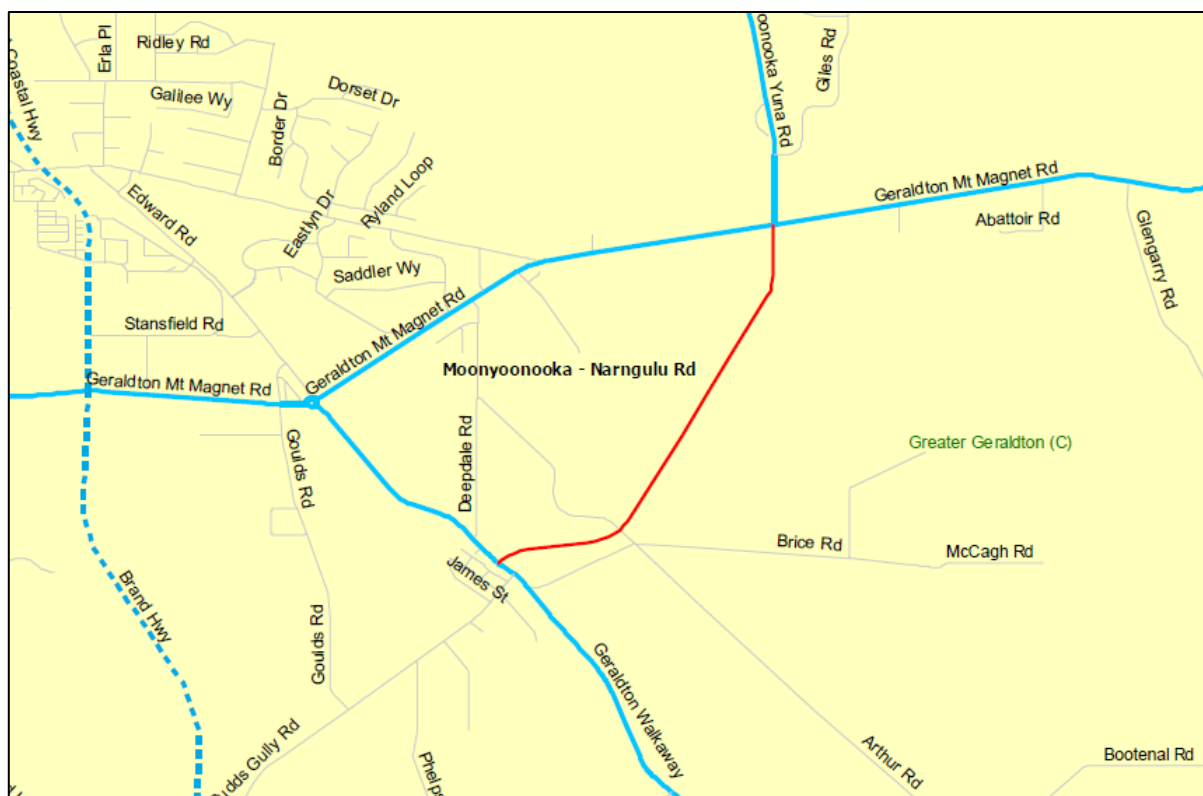 Erla Pl
Ridley Rd
Coastal Hwy
Galilee Wy
Dorset Dr
Border Dr
oonooka Yuna Rd
Giles Rd
Edward Rd
Eastlyn Dr
Ryland Loop
Geraldton Mt Magnet Rd
Abattoir Rd
Glengarry Rd
Saddler Wy
Stansfield Rd
Geraldton Mt Magnet Rd
Geraldton Mt Magnet Rd
Moonyoonooka - Narngulu Rd
Goulds Rd
Deepdale Rd
Greater Geraldton (C)
Brice Rd
McCagh Rd
James St
Brand Hwy
Goulds Rd
Geraldton Walkaway
Rudds Gully Rd
Phelps
Arthur Rd
Bootenal Rd